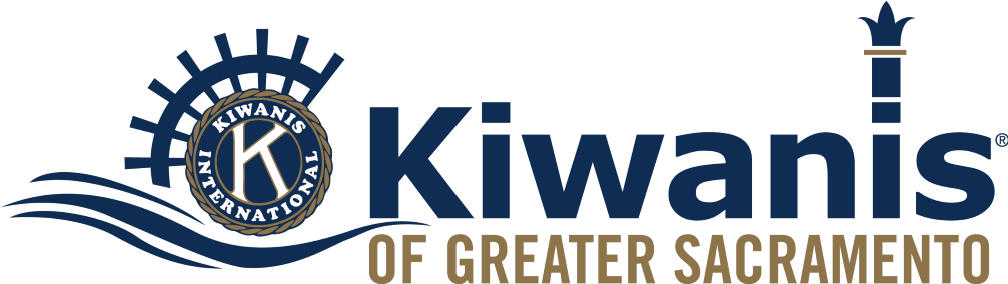 KIWANIS
K
INTERNATIONAL
Kiwanis®
OF GREATER SACRAMENTO